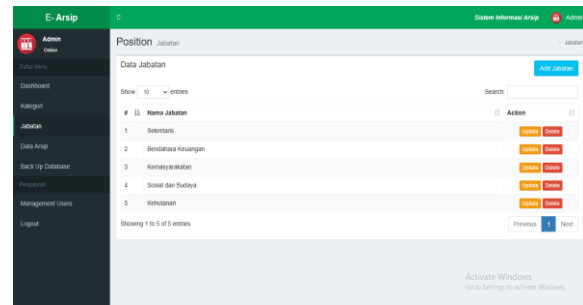 E- Arsip
Sistem Informasi Arsip
Admin
Admin
Online
Daftar Menu
Dashboard
Kategori
Jabatan
Data Arsip
Back Up Database
Pengaturan
Management Users
Logout
Position Jabatan
Jabatan
Data Jabatan
Add Jabatan
Show 10 entries
Search:
# Nama Jabatan Action
1 Sekretaris Update Delete
2 Bendahara Keuangan Update Delete
3 Kemasyarakatan Update Delete
4 Sosial dan Budaya Update Delete
5 Kehutanan Update Delete
Showing 1 to 5 of 5 entries
Previous 1 Next
Activate Windows
Go to Settings to activate Windows.